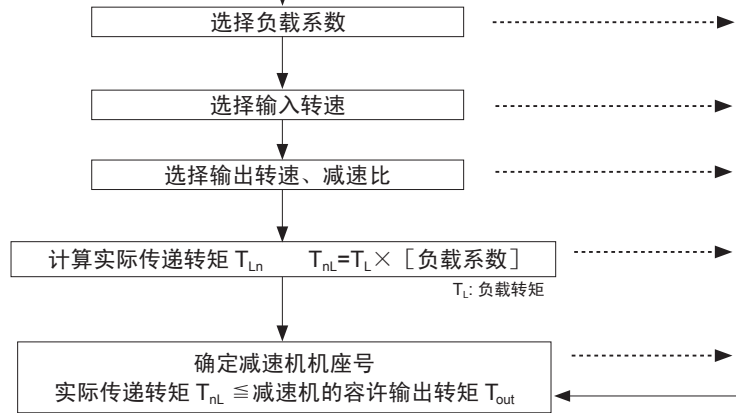 选择负载系数
选择输入转速
选择输出转速、减速比
计算实际传递转矩 TLn TnL=TL×［负载系数］
TL: 负载转矩
确定减速机机座号
实际传递转矩 TnL ≦减速机的容许输出转矩 Tout